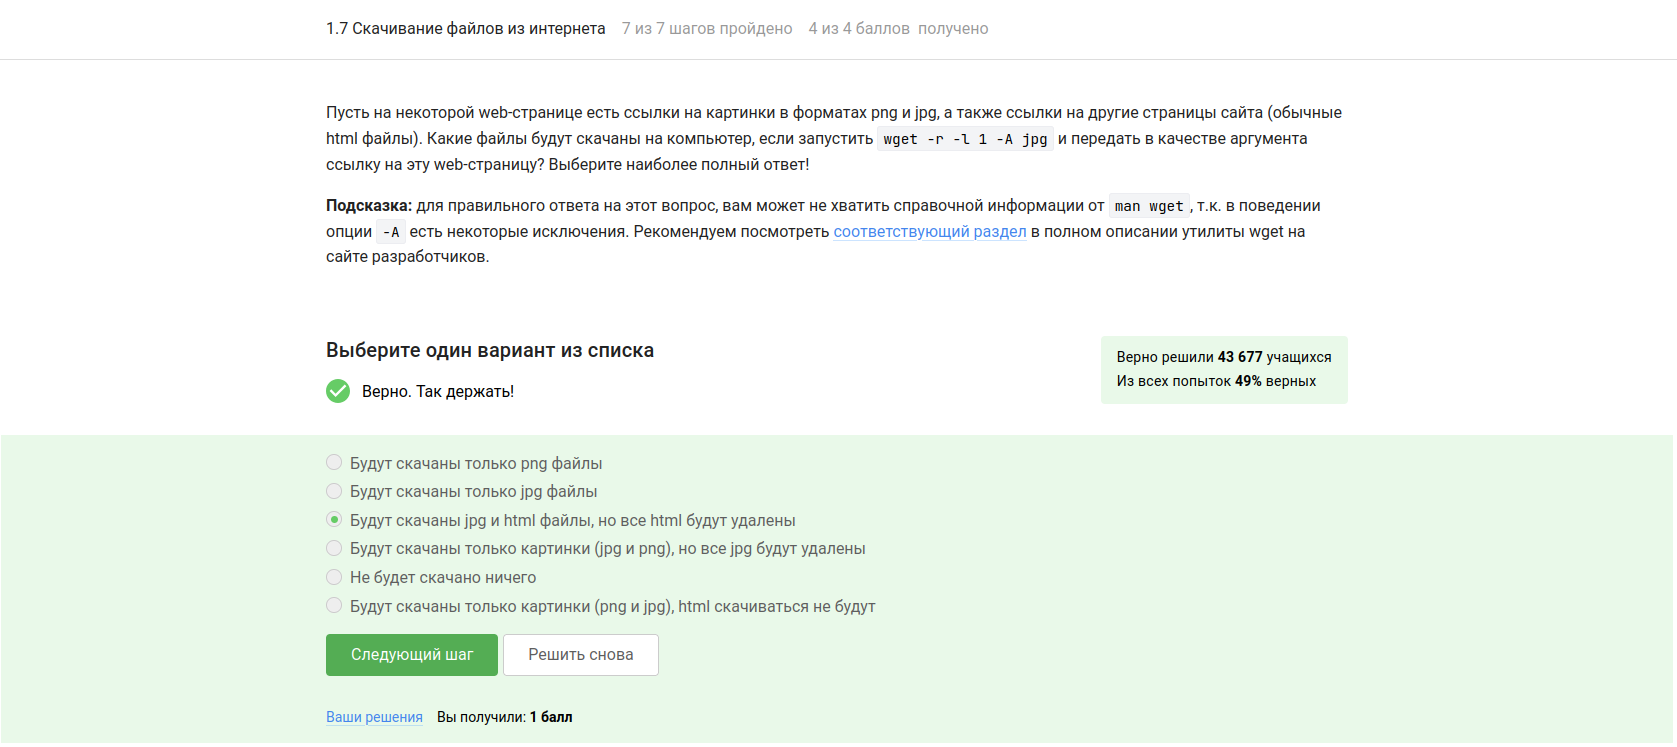 1.7 Скачивание файлов из интернета 7 из 7 шагов пройдено 4 из 4 баллов получено
Пусть на некоторой web-странице есть ссылки на картинки в форматах png и jpg, а также ссылки на другие страницы сайта (обычные
html файлы). Какие файлы будут скачаны на компьютер, если запустить wget -r -l 1 -A jpg и передать в качестве аргумента
ссылку на эту web-страницу? Выберите наиболее полный ответ!
Подсказка: для правильного ответа на этот вопрос, вам может не хватить справочной информации от man wget, т.к. в поведении
опции -A есть некоторые исключения. Рекомендуем посмотреть соответствующий раздел в полном описании утилиты wget на
сайте разработчиков.
Выберите один вариант из списка
Верно. Так держать!
Верно решили 43 677 учащихся
Из всех попыток 49% верных
Будут скачаны только png файлы
Будут скачаны только jpg файлы
Будут скачаны jpg и html файлы, но все html будут удалены
Будут скачаны только картинки (jpg и png), но все jpg будут удалены
Не будет скачано ничего
Будут скачаны только картинки (png и jpg), html скачиваться не будут
Следующий шаг Решить снова
Ваши решения Вы получили: 1 балл